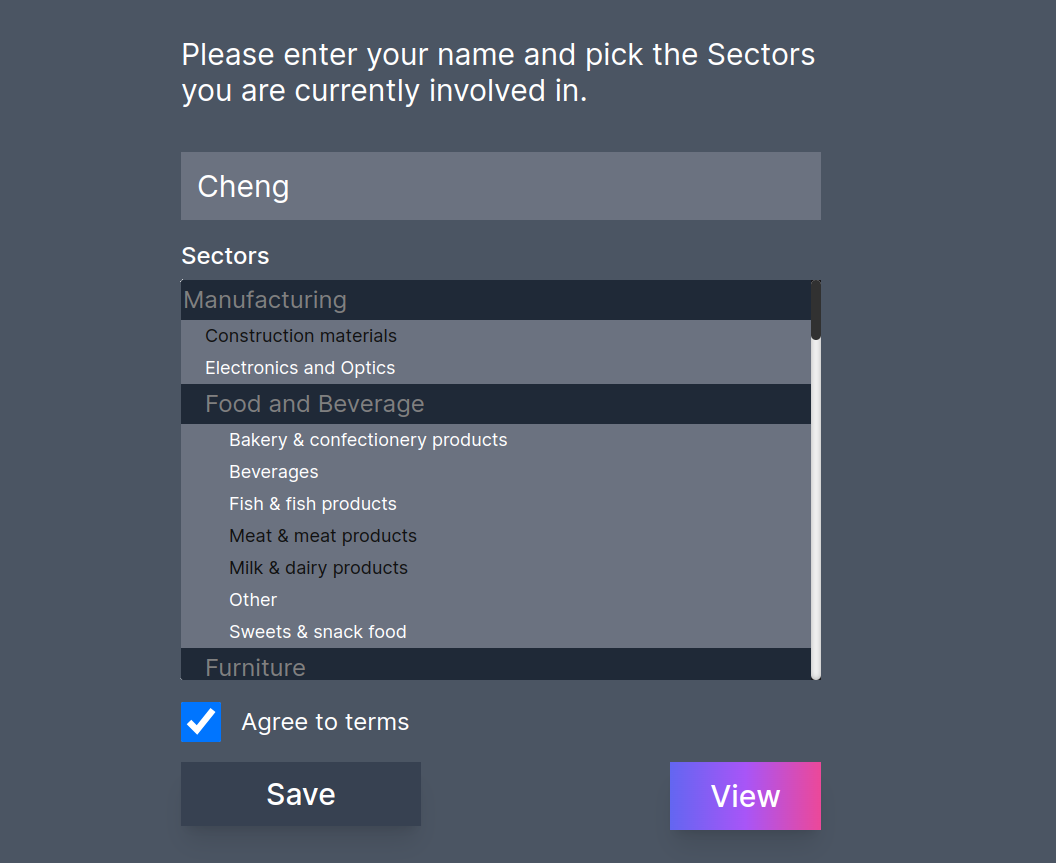 Please enter your name and pick the Sectors
you are currently involved in.
Cheng
Sectors
Manufacturing
Construction materials
Electronics and Optics
Food and Beverage
Bakery & confectionery products
Beverages
Fish & fish products
Meat & meat products
Milk & dairy products
Other
Sweets & snack food
Furniture
Agree to terms
Save
View